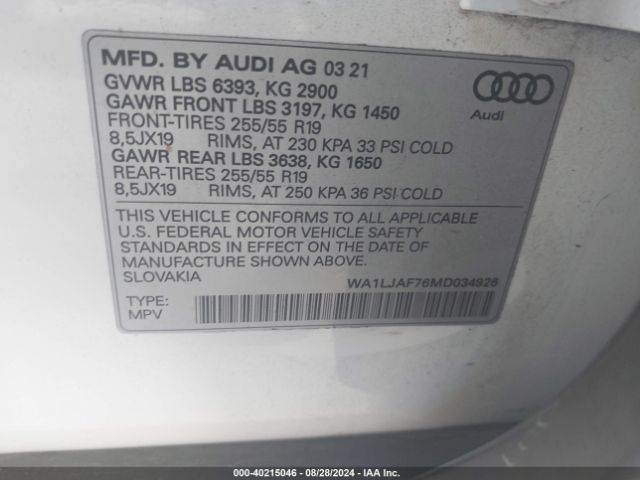 MFD. BY AUDI AG 03 21
GVWR LBS 6393, KG 2900
GAWR FRONT LBS 3197, KG 1450
FRONT-TIRES 255/55 R19
8,5JX19 RIMS, AT 230 KPA 33 PSI COLD
GAWR REAR LBS 3638, KG 1650
REAR-TIRES 255/55 R19
8,5JX19 RIMS, AT 250 KPA 36 PSI COLD
Audi
THIS VEHICLE CONFORMS TO ALL APPLICABLE
U.S. FEDERAL MOTOR VEHICLE SAFETY
STANDARDS IN EFFECT ON THE DATE OF
MANUFACTURE SHOWN ABOVE.
SLOVAKIA WA1LJAF76MD034926
TYPE:
MPV
000-40215046 - 08/28/2024 - IAA Inc.